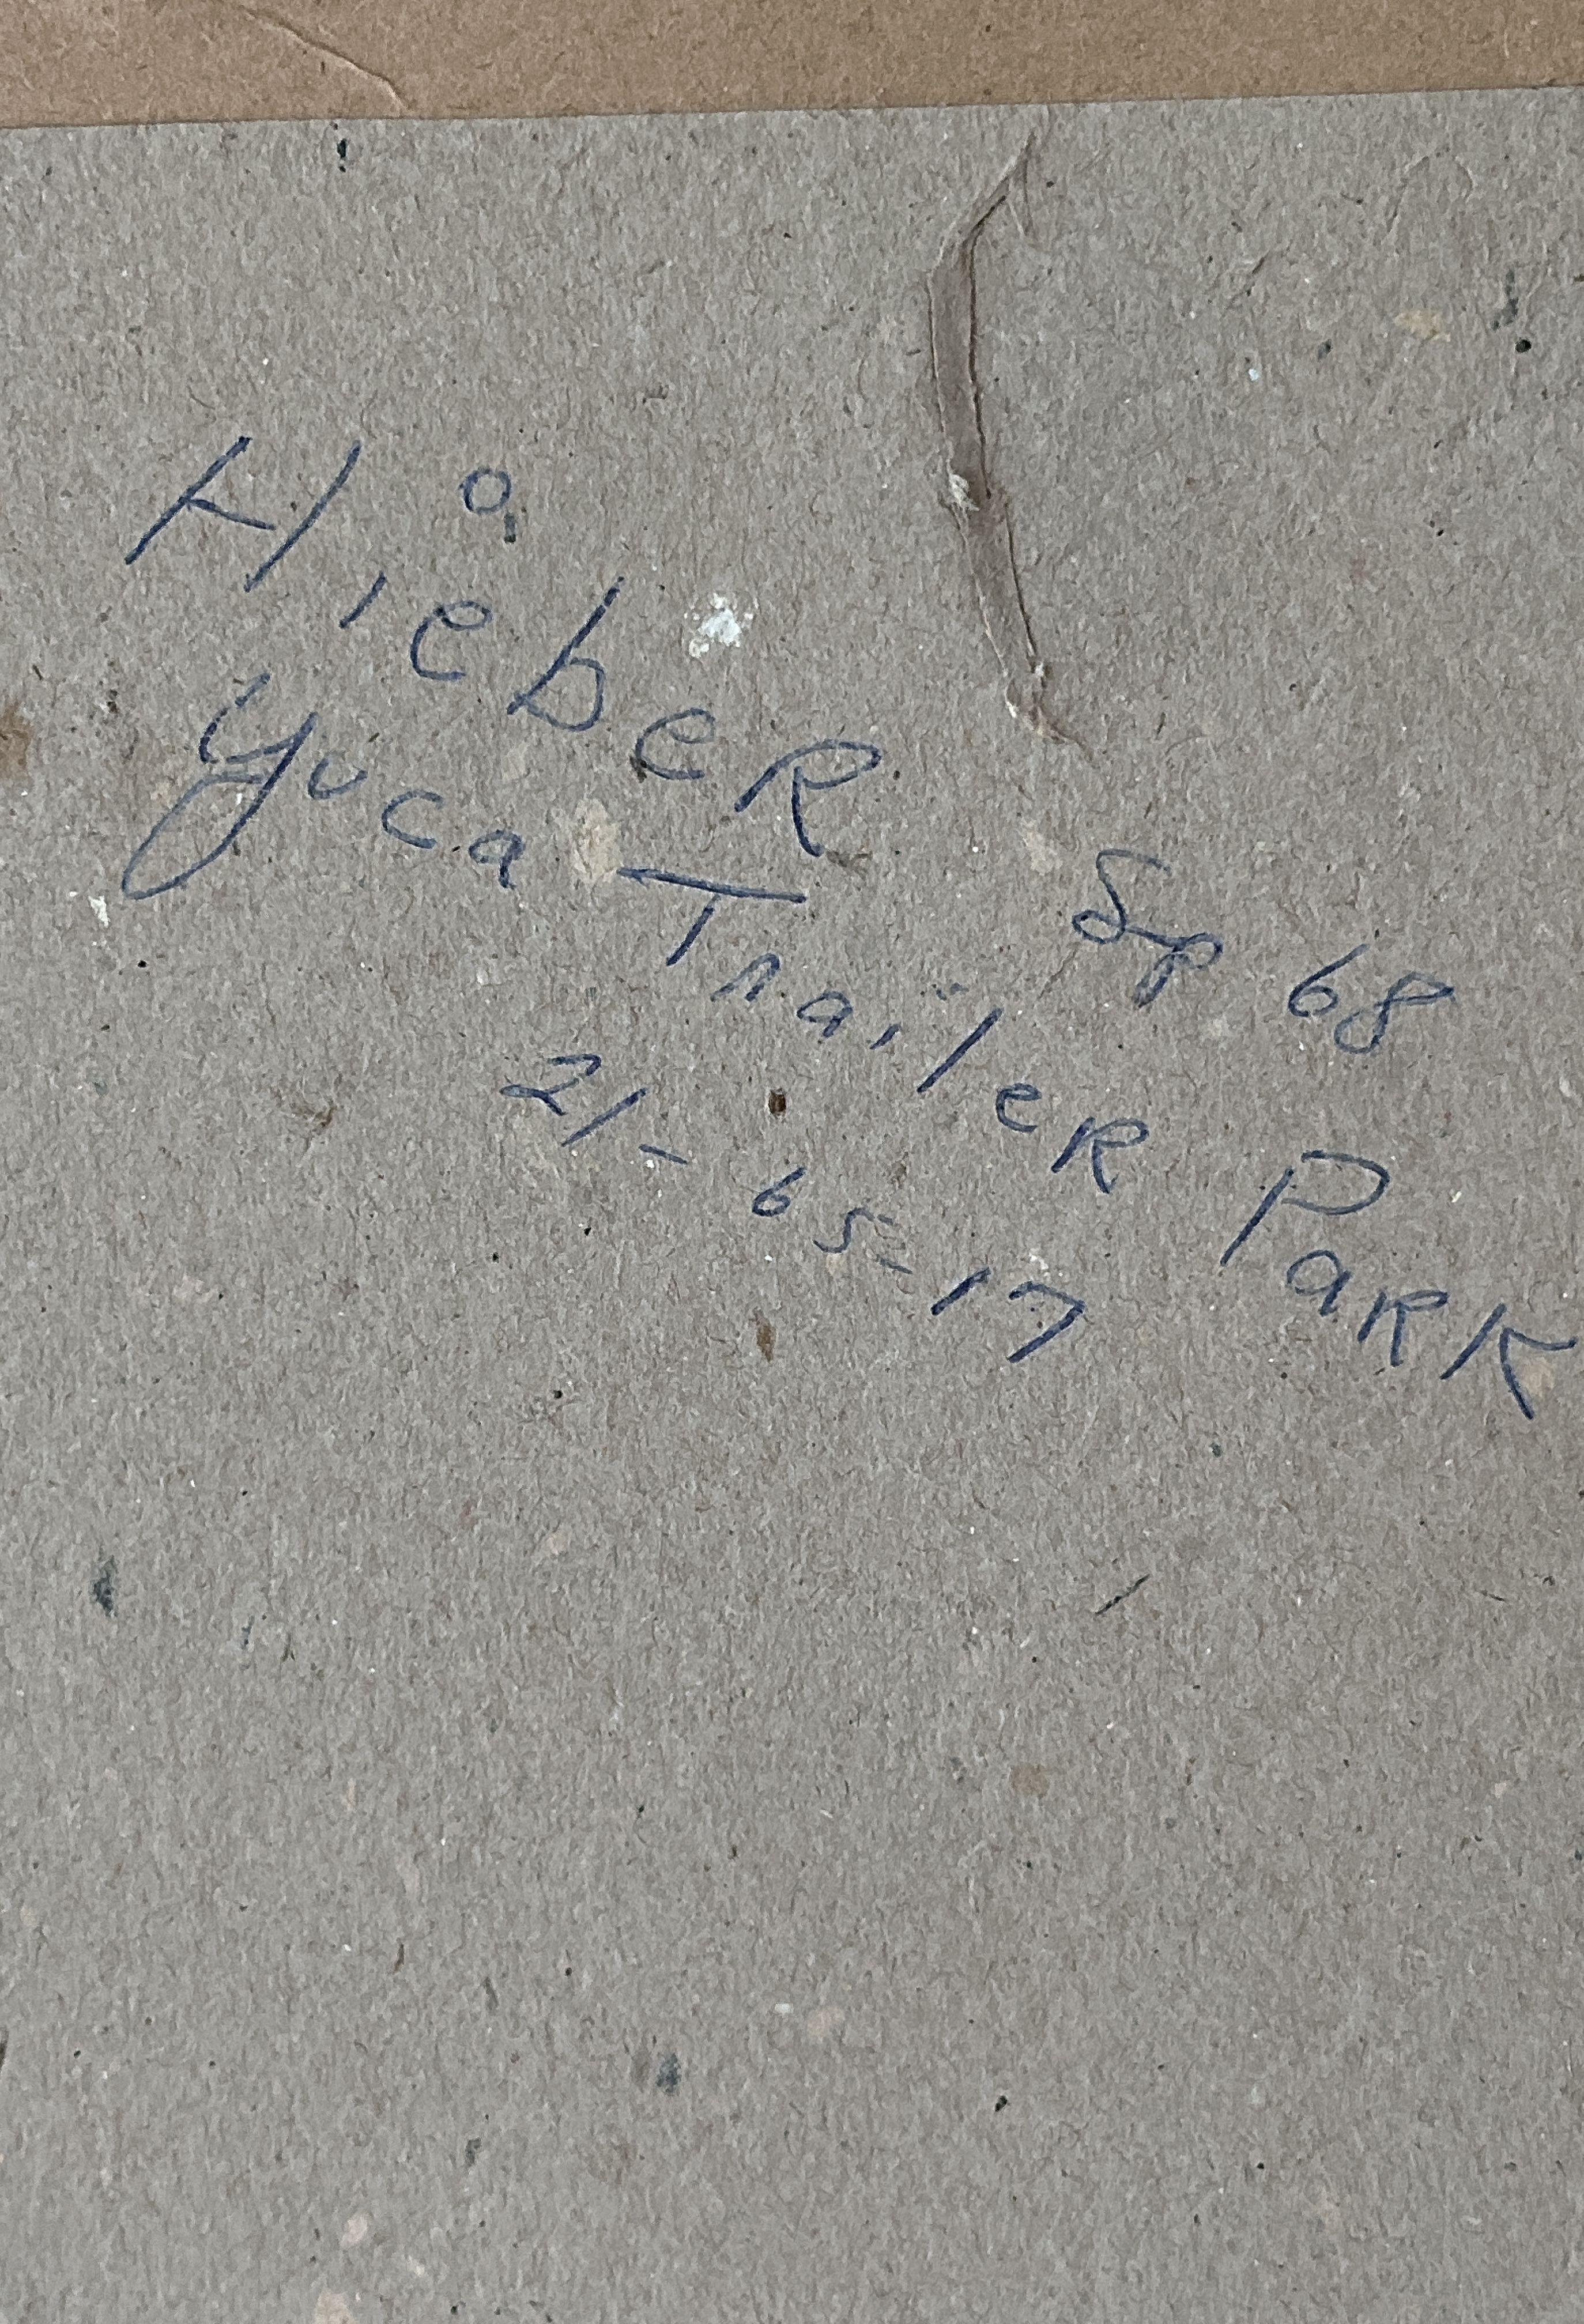 HiebeR Sp 68
Yuca TraileR PaRK
21-65-17